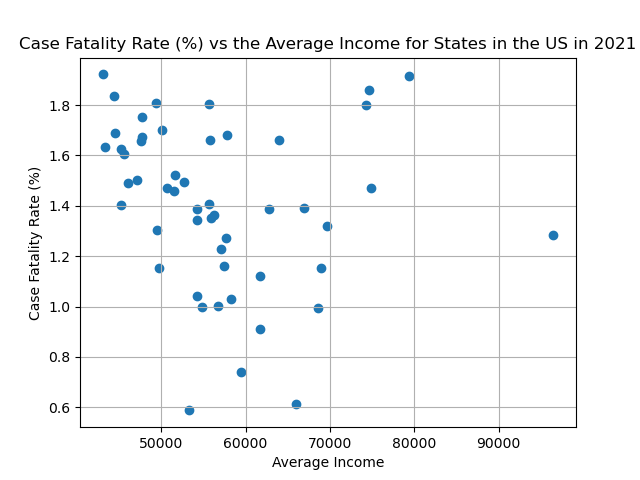 Case Fatality Rate (%) vs the Average Income for States in the US in 2021
Case Fatality Rate (%)
1.8
1.6
1.4
1.2
1.0
0.8
0.6
50000 60000 70000 80000 90000
Average Income